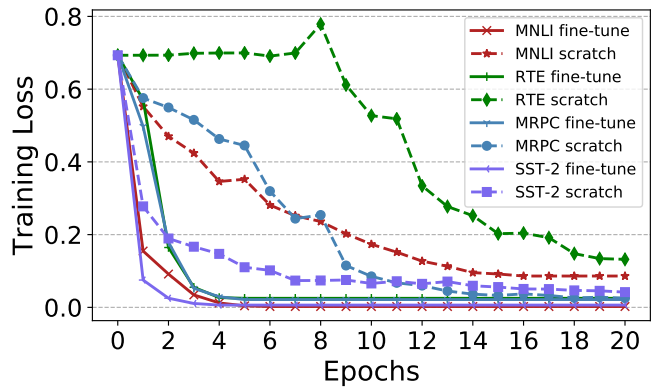 Training Loss
0.8
0.6
0.4
0.2
0.0
MNLI fine-tune
MNLI scratch
RTE fine-tune
RTE scratch
MRPC fine-tune
MRPC scratch
SST-2 fine-tune
SST-2 scratch
0 2 4 6 8 10 12 14 16 18 20
Epochs